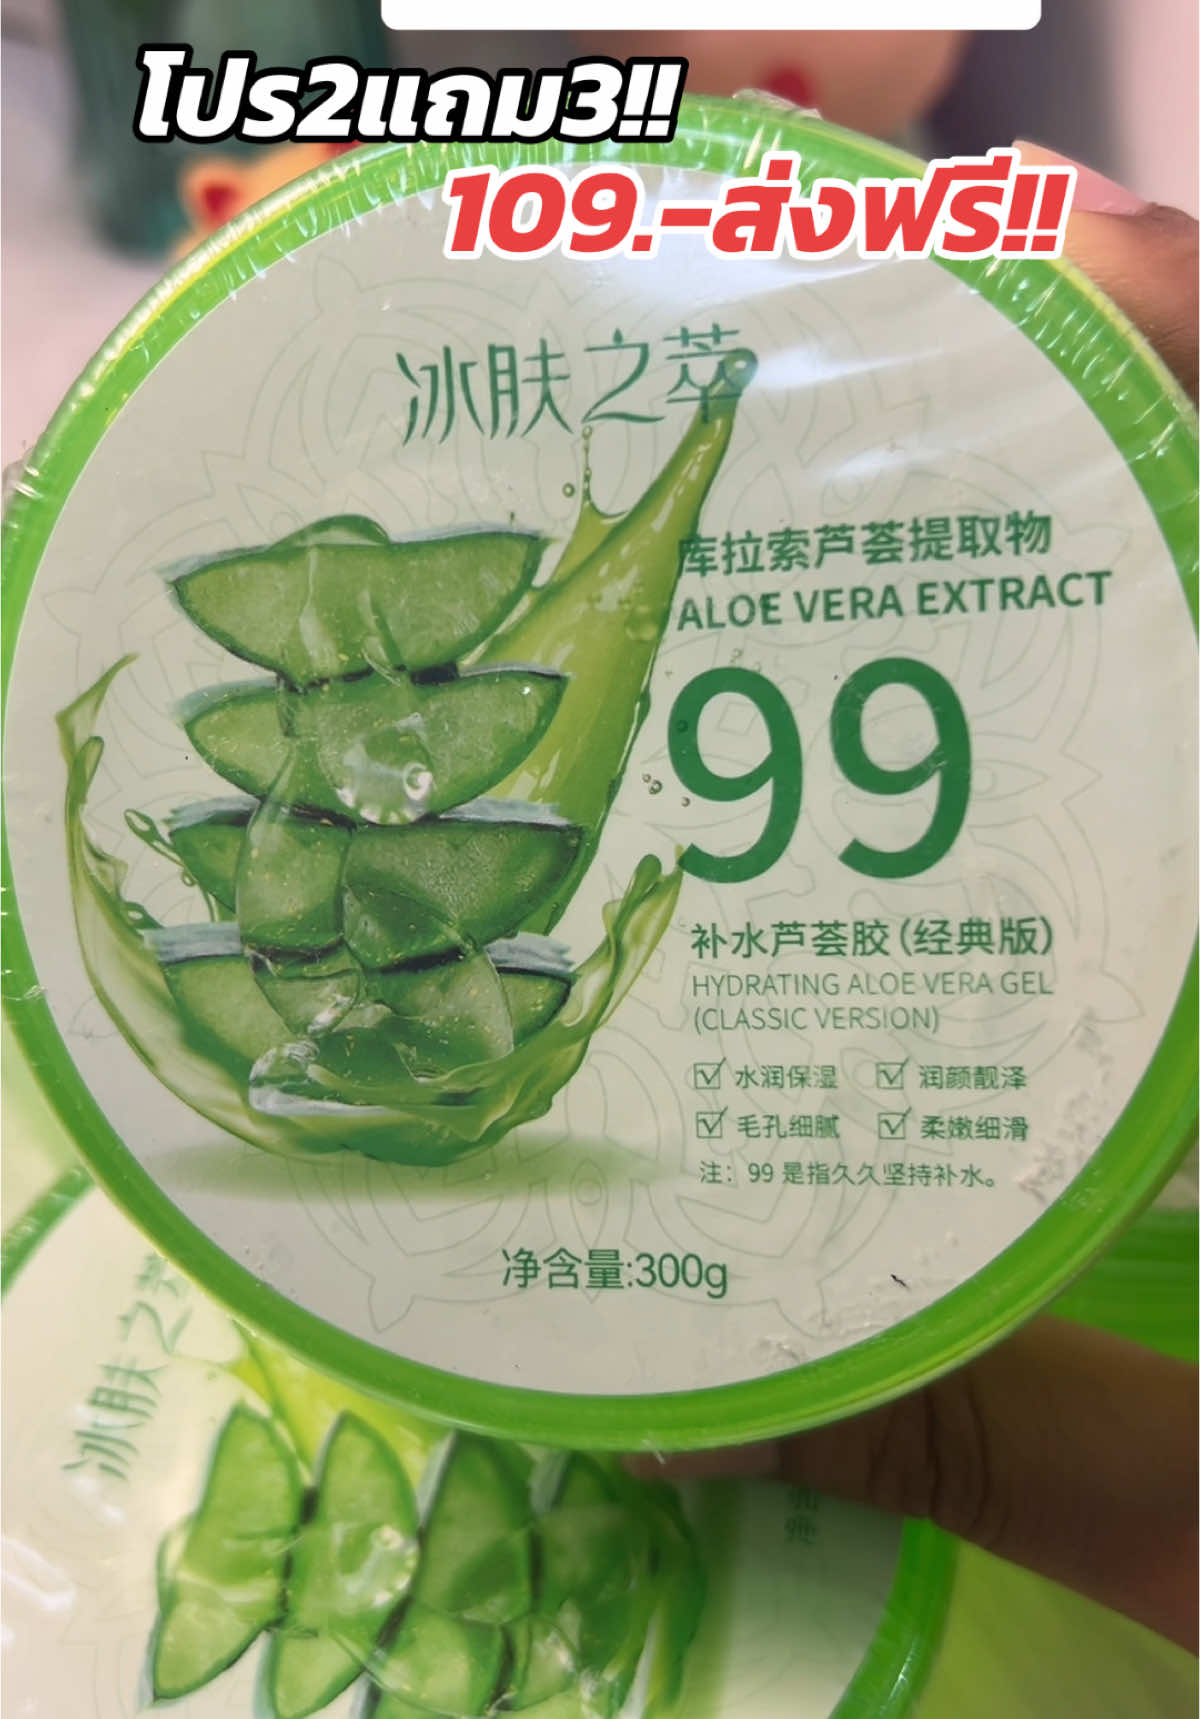 โปร2แถม3!!
109.-ส่งฟรี!!
冰肤之萃
库拉索芦荟提取物
ALOE VERA EXTRACT
99
补水芦荟胶(经典版)
HYDRATING ALOE VERA GEL
(CLASSIC VERSION)
水润保湿 润颜靓泽
毛孔细腻 柔嫩细滑
注：99 是指久久坚持补水。
净含量:300g
冰肤之萃